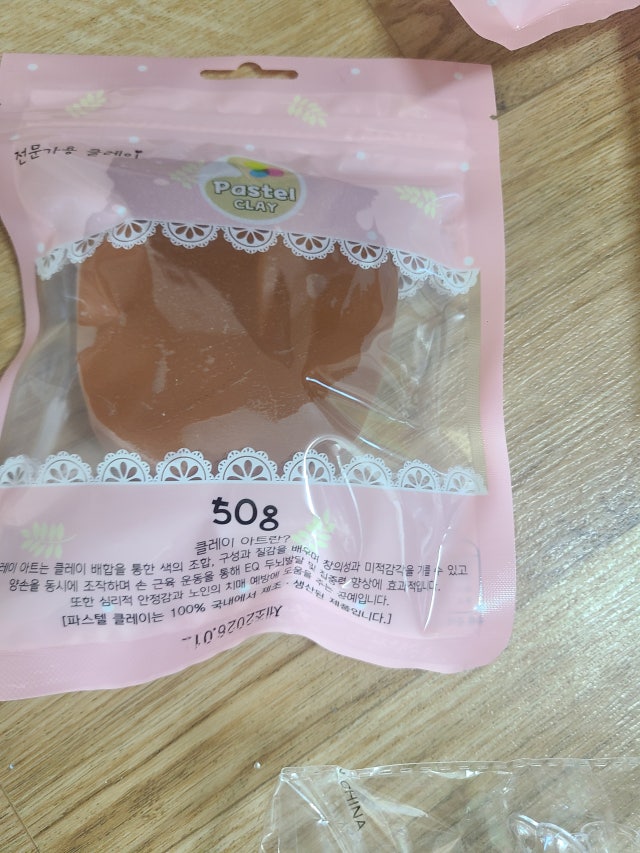 전문가용 클레이
Pastel
CLAY
50g
클레이 아트란?
레이 아트는 클레이 배합을 통한 색의 조합, 구성과 질감을 배우며 창의성과 미적감각을 기를 수 있고
양손을 동시에 조작하며 손 근육 운동을 통해 EQ 두뇌발달 및 집중력 향상에 효과적입니다.
또한 심리적 안정감과 노인의 치매 예방에 도움을 주는 공예입니다.
[파스텔 클레이는 100% 국내에서 제조·생산된 제품입니다.]
제조2026.01
CHINA